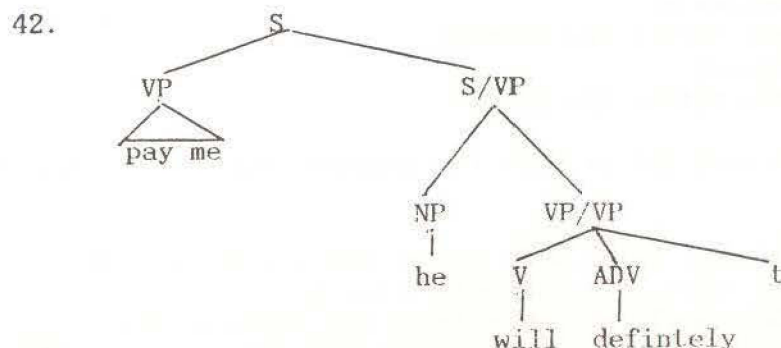 42. S
VP S/VP
pay me
NP VP/VP
he V ADV t
will defintely